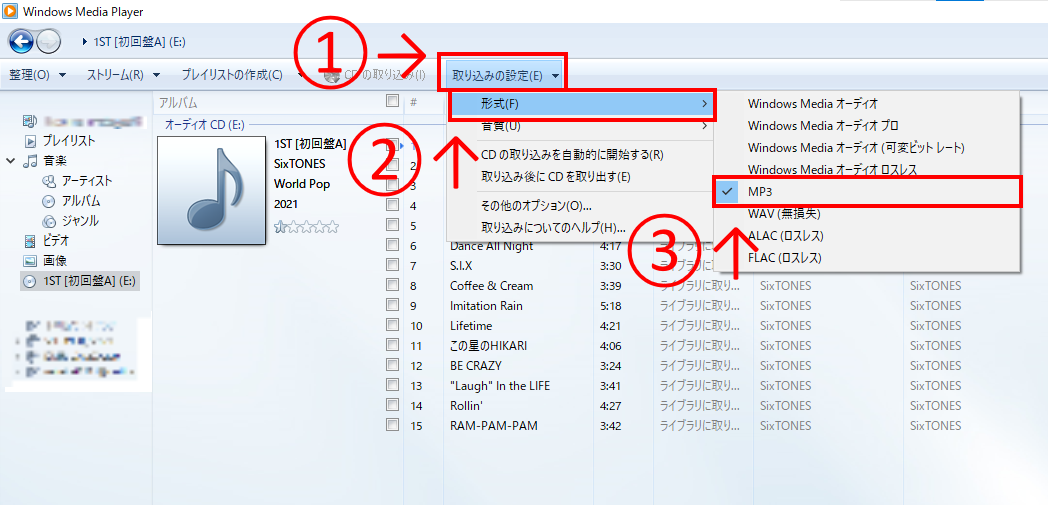 Windows Media Player
1ST [初回盤A] (E:)
① →
整理(O) ストリーム(R) プレイリストの作成(C) CD の取り込み(I) 取り込みの設定(E)
アルバム #
形式(F)
音質(U)
CD の取り込みを自動的に開始する(R)
取り込み後に CD を取り出す(E)
その他のオプション(O)...
取り込みについてのヘルプ(H)...
Windows Media オーディオ
Windows Media オーディオ プロ
Windows Media オーディオ (可変ビット レート)
Windows Media オーディオ ロスレス
MP3
WAV (無損失)
ALAC (ロスレス)
FLAC (ロスレス)
② ↑
③ ↑
プレイリスト
音楽
アーティスト
アルバム
ジャンル
ビデオ
画像
1ST [初回盤A] (E:)
オーディオ CD (E:)
1ST [初回盤A]
SixTONES
World Pop
2021
1
2
3
4
5
6 Dance All Night 4:17
7 S.I.X 3:30 ライブラリに取り...
8 Coffee & Cream 3:39 ライブラリに取り... SixTONES SixTONES
9 Imitation Rain 5:18 ライブラリに取り... SixTONES SixTONES
10 Lifetime 4:21 ライブラリに取り... SixTONES SixTONES
11 この星のHIKARI 4:06 ライブラリに取り... SixTONES SixTONES
12 BE CRAZY 3:24 ライブラリに取り... SixTONES SixTONES
13 "Laugh" In the LIFE 3:41 ライブラリに取り... SixTONES SixTONES
14 Rollin' 4:27 ライブラリに取り... SixTONES SixTONES
15 RAM-PAM-PAM 3:42 ライブラリに取り... SixTONES SixTONES